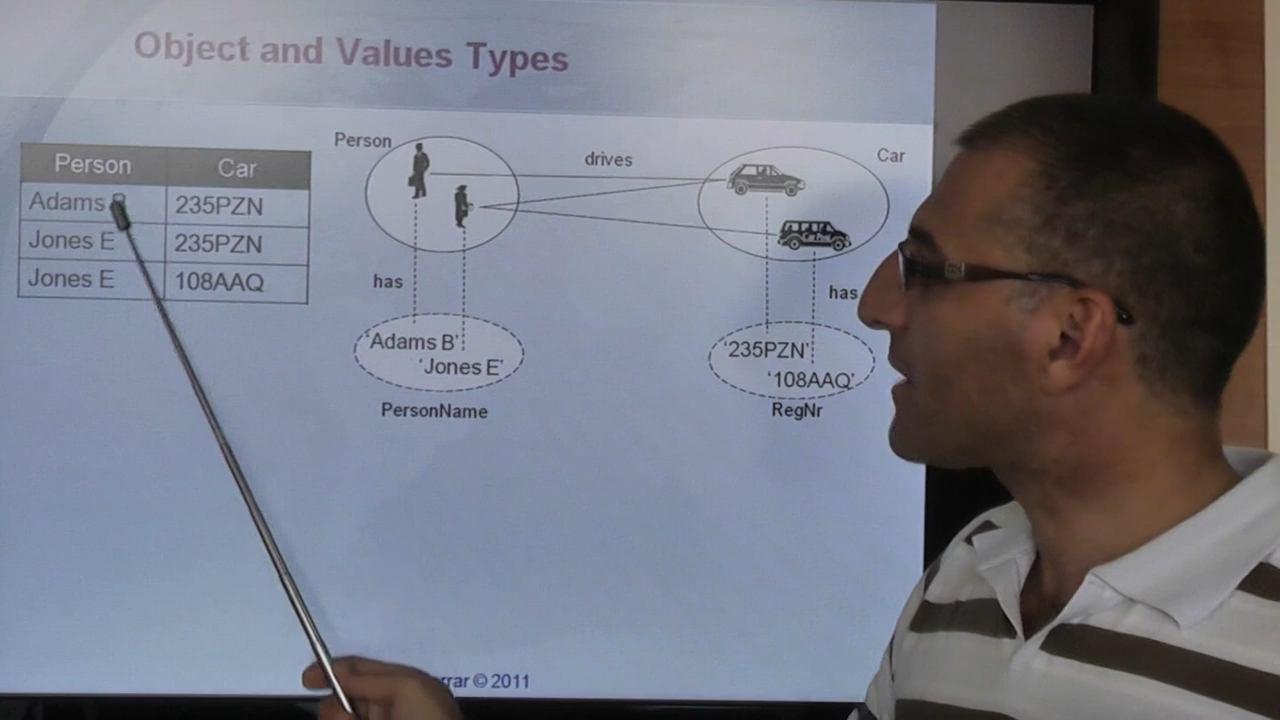 Object and Values Types
Person Car
Adams 235PZN
Jones E 235PZN
Jones E 108AAQ
Person drives Car
has has
'Adams B'
'Jones E'
PersonName
'235PZN'
'108AAQ'
RegNr
© 2011